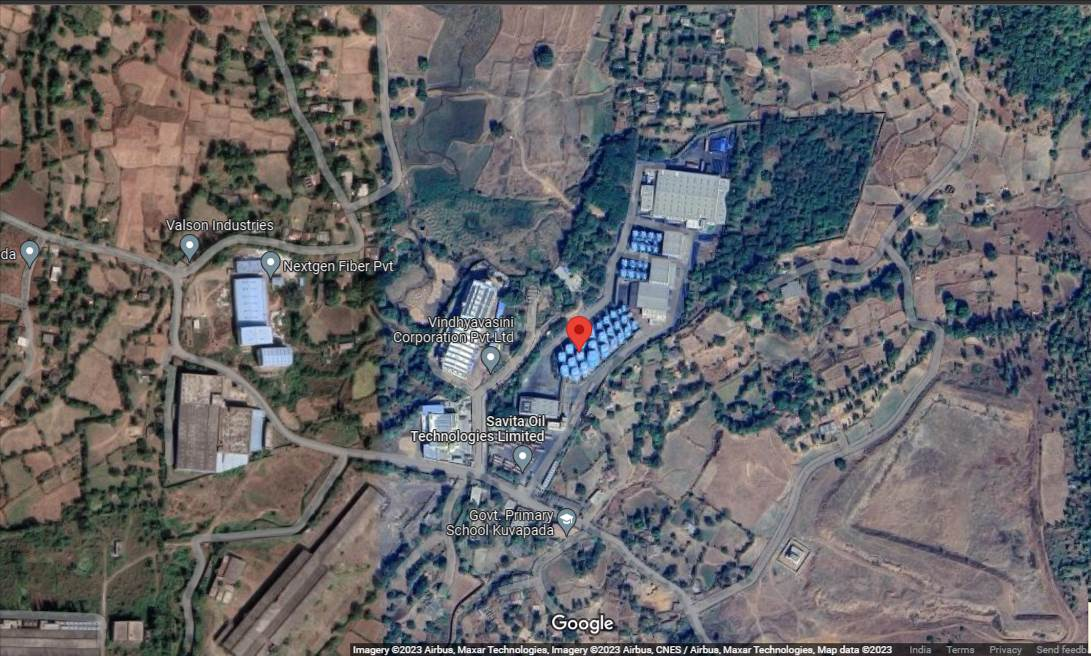 Valson Industries
da
Nextgen Fiber Pvt
Vindhyavasini
Corporation Pvt Ltd
Savita Oil
Technologies Limited
Govt. Primary
School Kuvapada
Google
Imagery ©2023 Airbus, Maxar Technologies, Imagery ©2023 Airbus, CNES / Airbus, Maxar Technologies, Map data ©2023 India Terms Privacy Send feedb